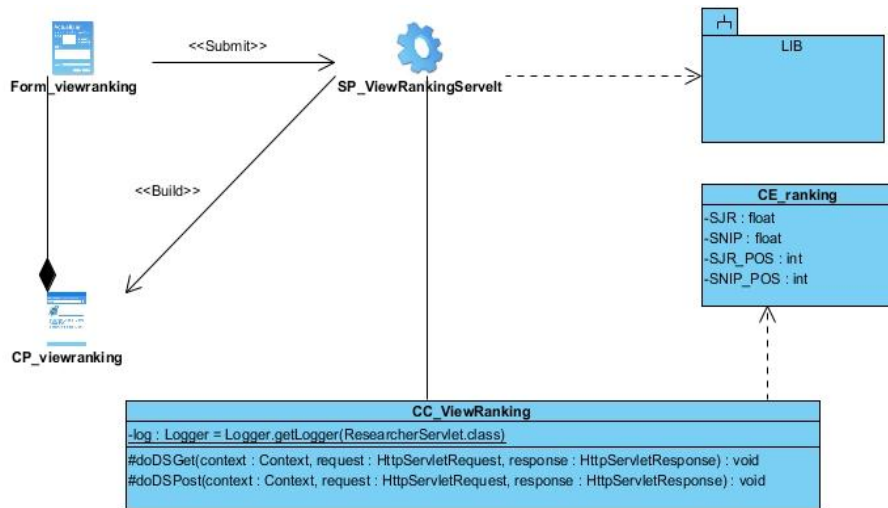 LIB
<<Submit>>
Form_viewranking
SP_ViewRankingServelt
<<Build>>
CE_ranking
-SJR : float
-SNIP : float
-SJR_POS : int
-SNIP_POS : int
CP_viewranking
CC_ViewRanking
-log : Logger = Logger.getLogger(ResearcherServlet.class)
#doDSGet(context : Context, request : HttpServletRequest, response : HttpServletResponse) : void
#doDSPost(context : Context, request : HttpServletRequest, response : HttpServletResponse) : void